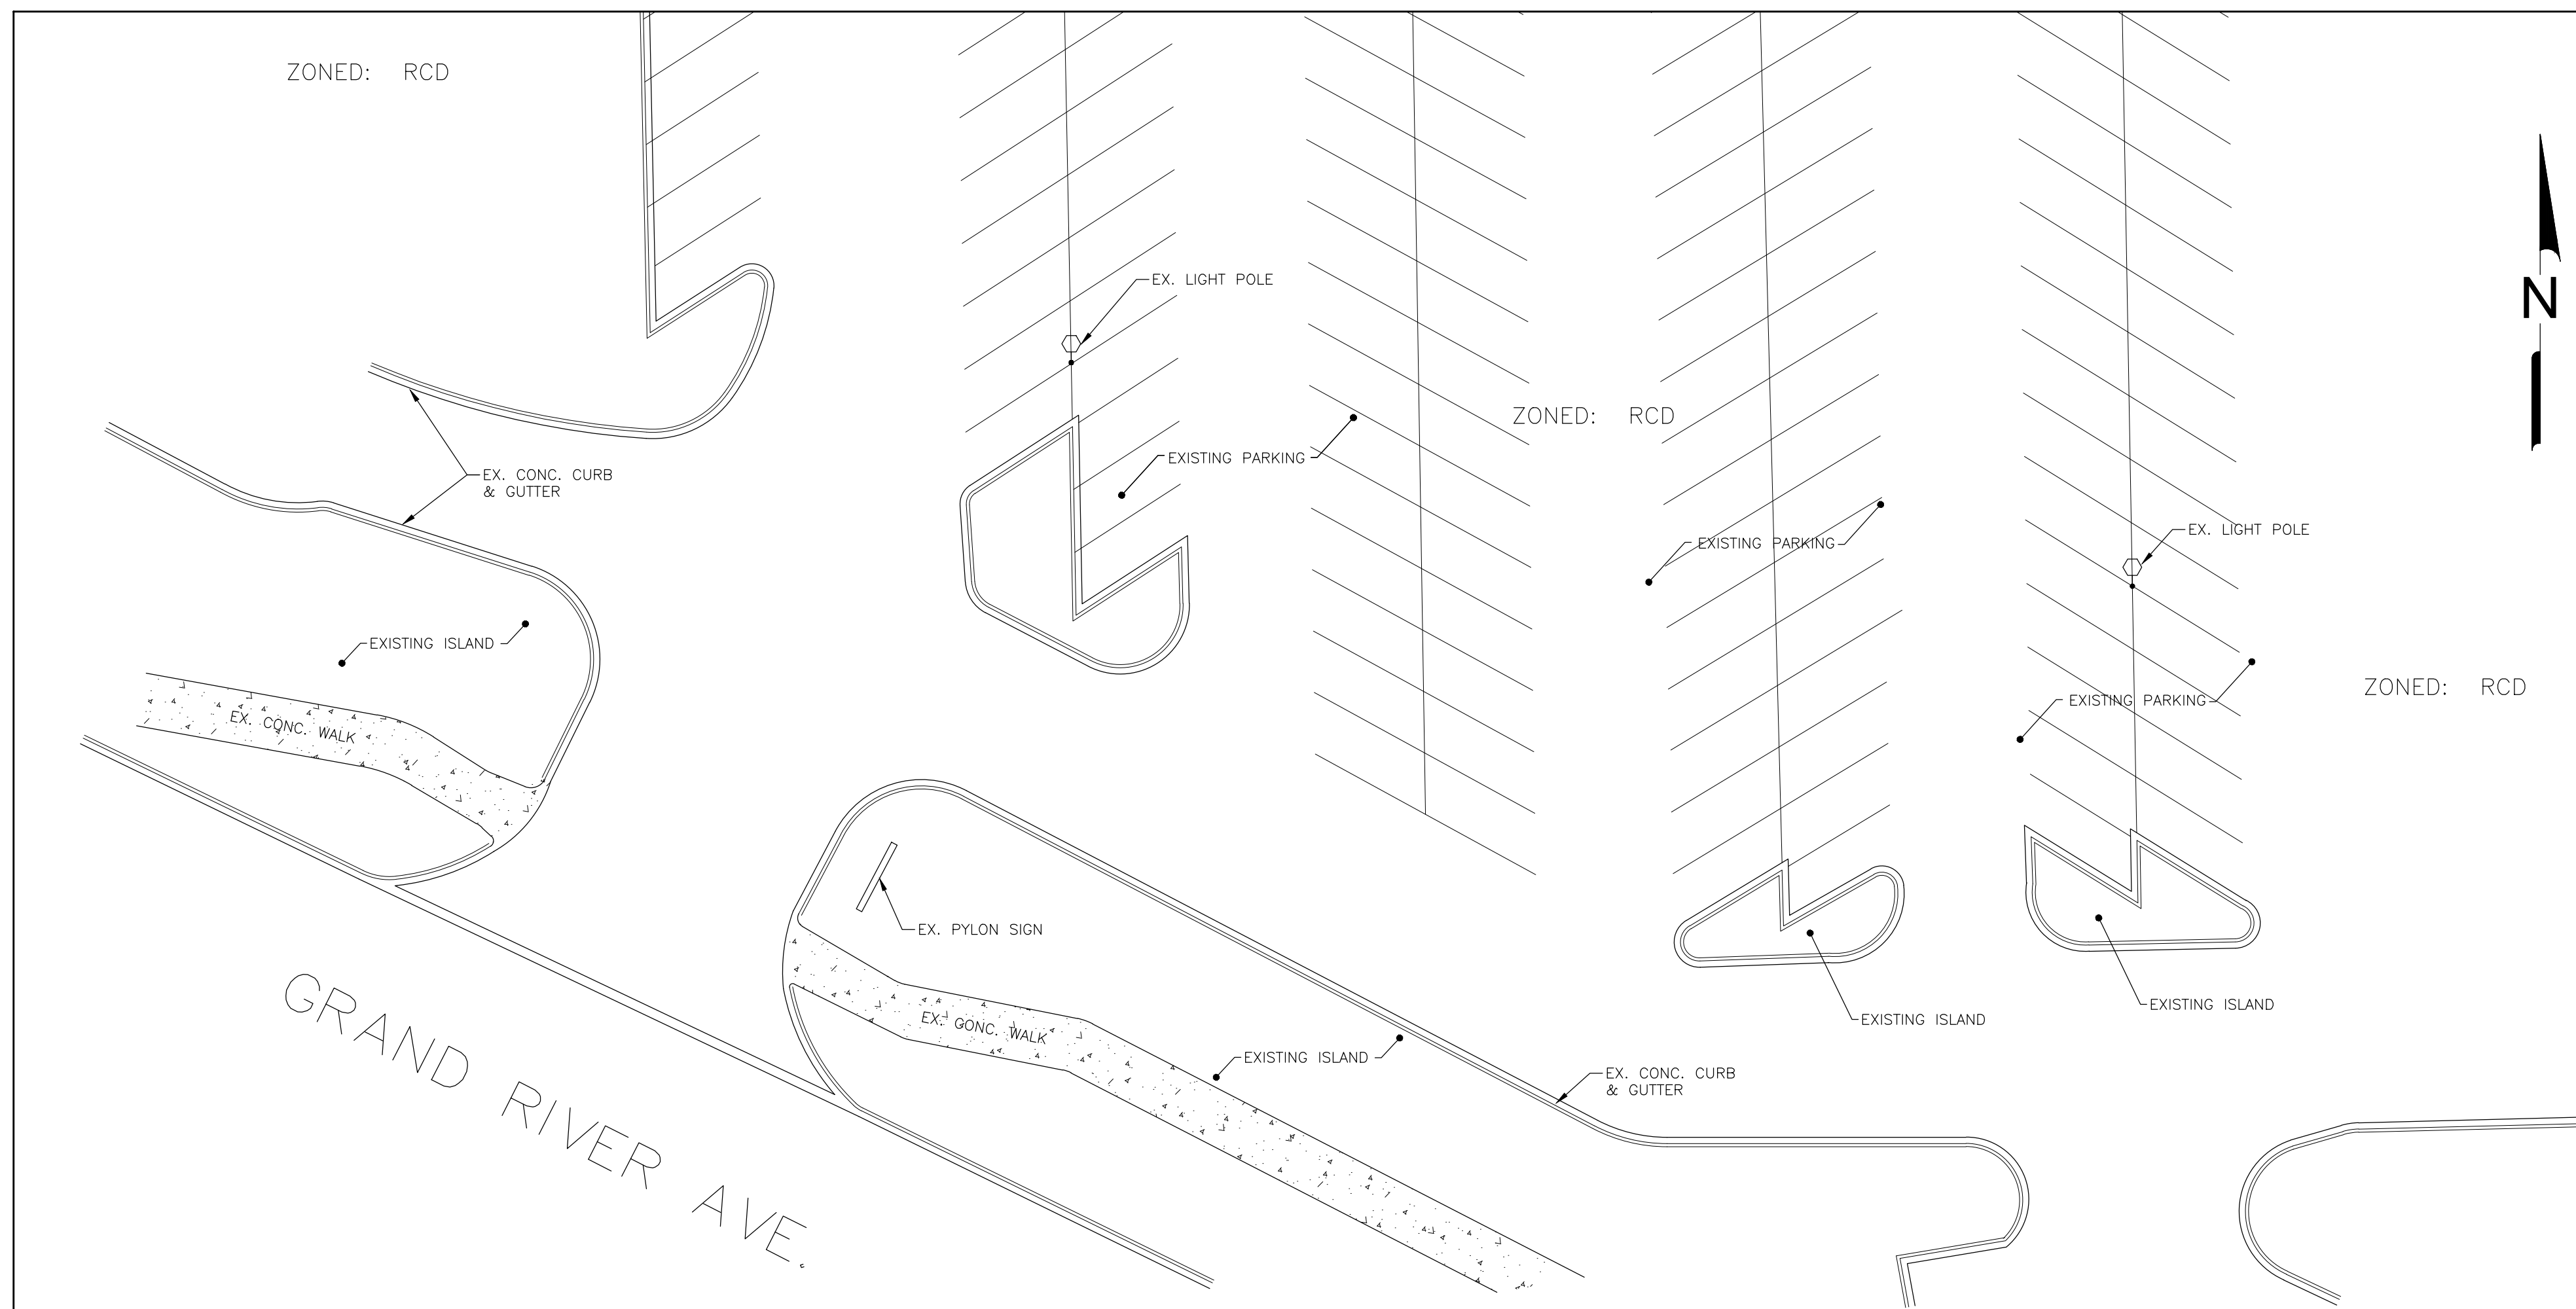 ZONED: RCD
EX. LIGHT POLE
N
ZONED: RCD
EXISTING PARKING
EX. CONC. CURB
& GUTTER
EX. LIGHT POLE
EXISTING PARKING
EXISTING ISLAND
ZONED: RCD
EXISTING PARKING
EX. CONC. WALK
EX. PYLON SIGN
EXISTING ISLAND
EXISTING ISLAND
EX. CONC. WALK
EXISTING ISLAND
EX. CONC. CURB
& GUTTER
GRAND RIVER AVE.